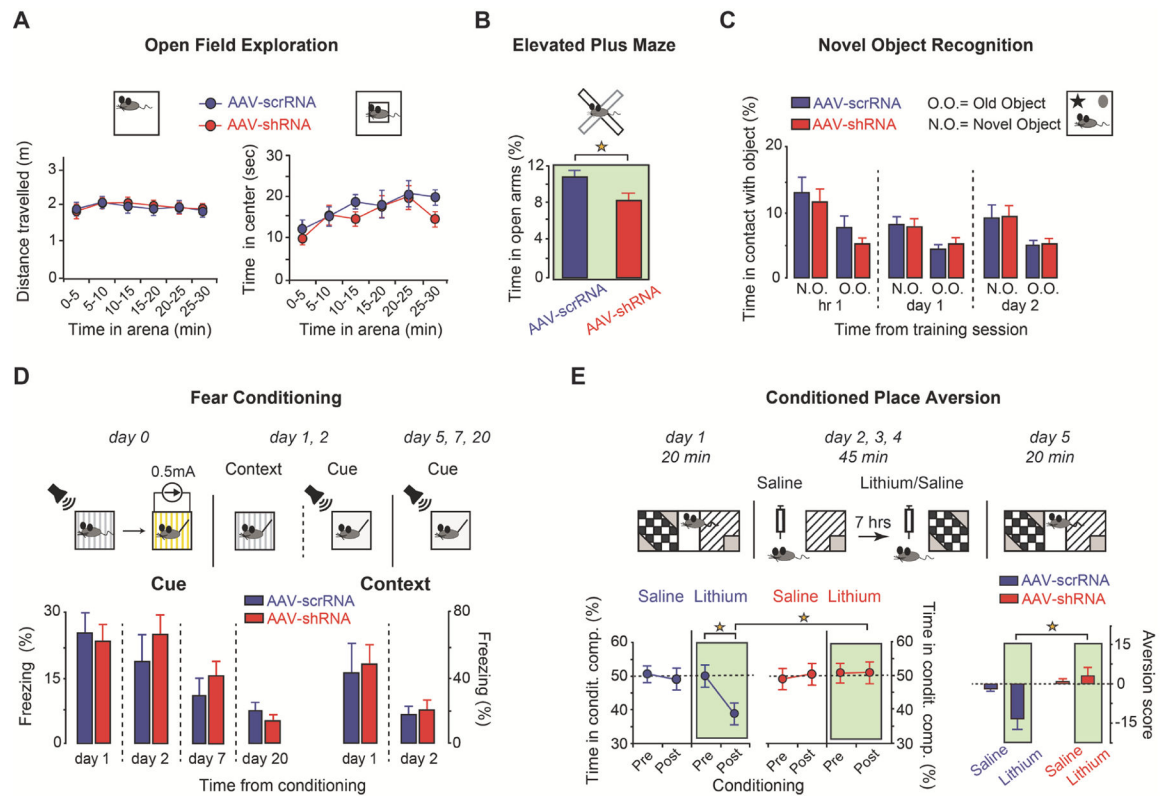 A
Open Field Exploration
AAV-scrRNA
AAV-shRNA
Distance travelled (m)
3
2
1
0
0-5
5-10
10-15
15-20
20-25
25-30
Time in arena (min)
Time in center (sec)
30
20
10
0
0-5
5-10
10-15
15-20
20-25
25-30
Time in arena (min)
B
Elevated Plus Maze
Time in open arms (%)
12
8
4
0
AAV-scrRNA
AAV-shRNA
C
Novel Object Recognition
AAV-scrRNA
AAV-shRNA
O.O.= Old Object
N.O.= Novel Object
Time in contact with object (%)
20
10
0
N.O. O.O. N.O. O.O. N.O. O.O.
hr 1 day 1 day 2
Time from training session
D
Fear Conditioning
day 0 day 1, 2 day 5, 7, 20
0.5mA
Context Cue Cue
Cue Context
AAV-scrRNA
AAV-shRNA
Freezing (%)
30
15
0
80
40
0
Freezing (%)
day 1 day 2 day 7 day 20 day 1 day 2
Time from conditioning
E
Conditioned Place Aversion
day 1 day 2, 3, 4 day 5
20 min 45 min 20 min
Saline Lithium/Saline
7 hrs
AAV-scrRNA
AAV-shRNA
Saline Lithium Saline Lithium
Time in condit. comp. (%)
60
50
40
30
Pre Post Pre Post Pre Post Pre Post
Conditioning
60
50
40
30
Time in condit. comp. (%)
15
0
-15
Aversion score
Saline
Lithium
Saline
Lithium